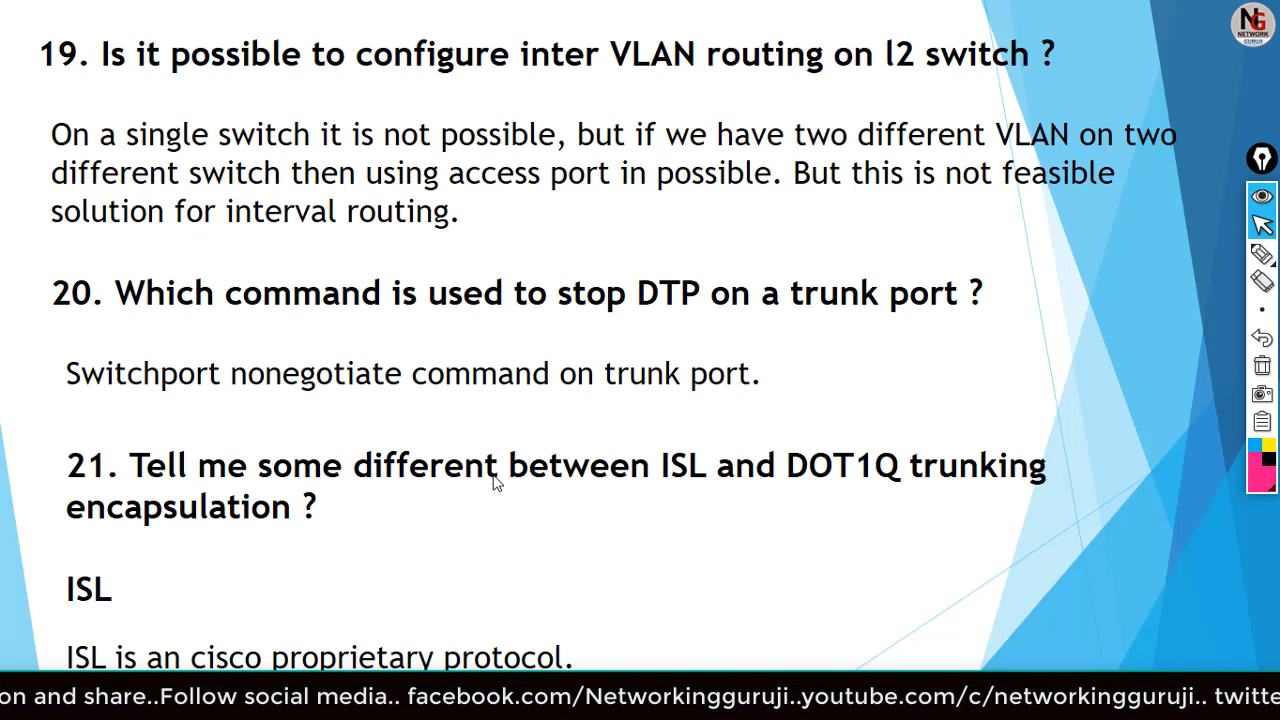 19. Is it possible to configure inter VLAN routing on l2 switch ?
On a single switch it is not possible, but if we have two different VLAN on two
different switch then using access port in possible. But this is not feasible
solution for interval routing.
20. Which command is used to stop DTP on a trunk port ?
Switchport nonegotiate command on trunk port.
21. Tell me some different between ISL and DOT1Q trunking
encapsulation ?
ISL
ISL is an cisco proprietary protocol.
on and share..Follow social media.. facebook.com/Networkingguruji..youtube.com/c/networkingguruji.. twitte
NG
NETWORK
GURUJI